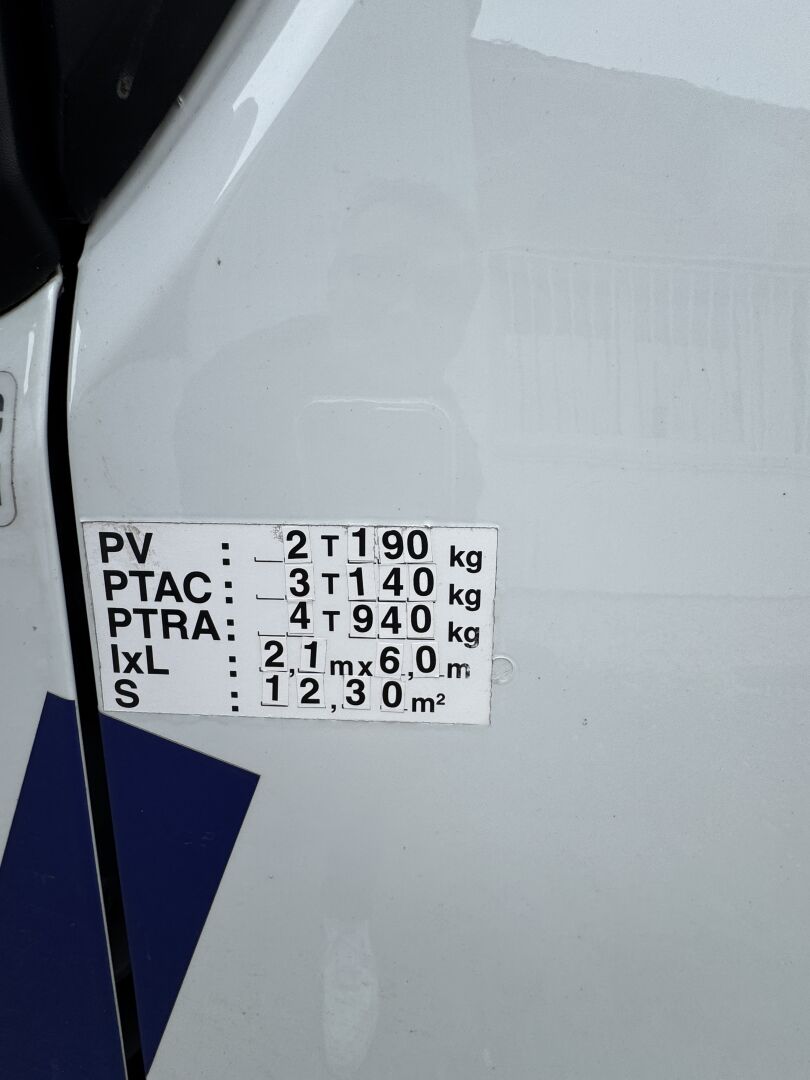 PV : 2 T 190 kg
PTAC : 3 T 140 kg
PTRA : 4 T 940 kg
lxL : 2,1 m x 6,0 m
S : 12,30 m²